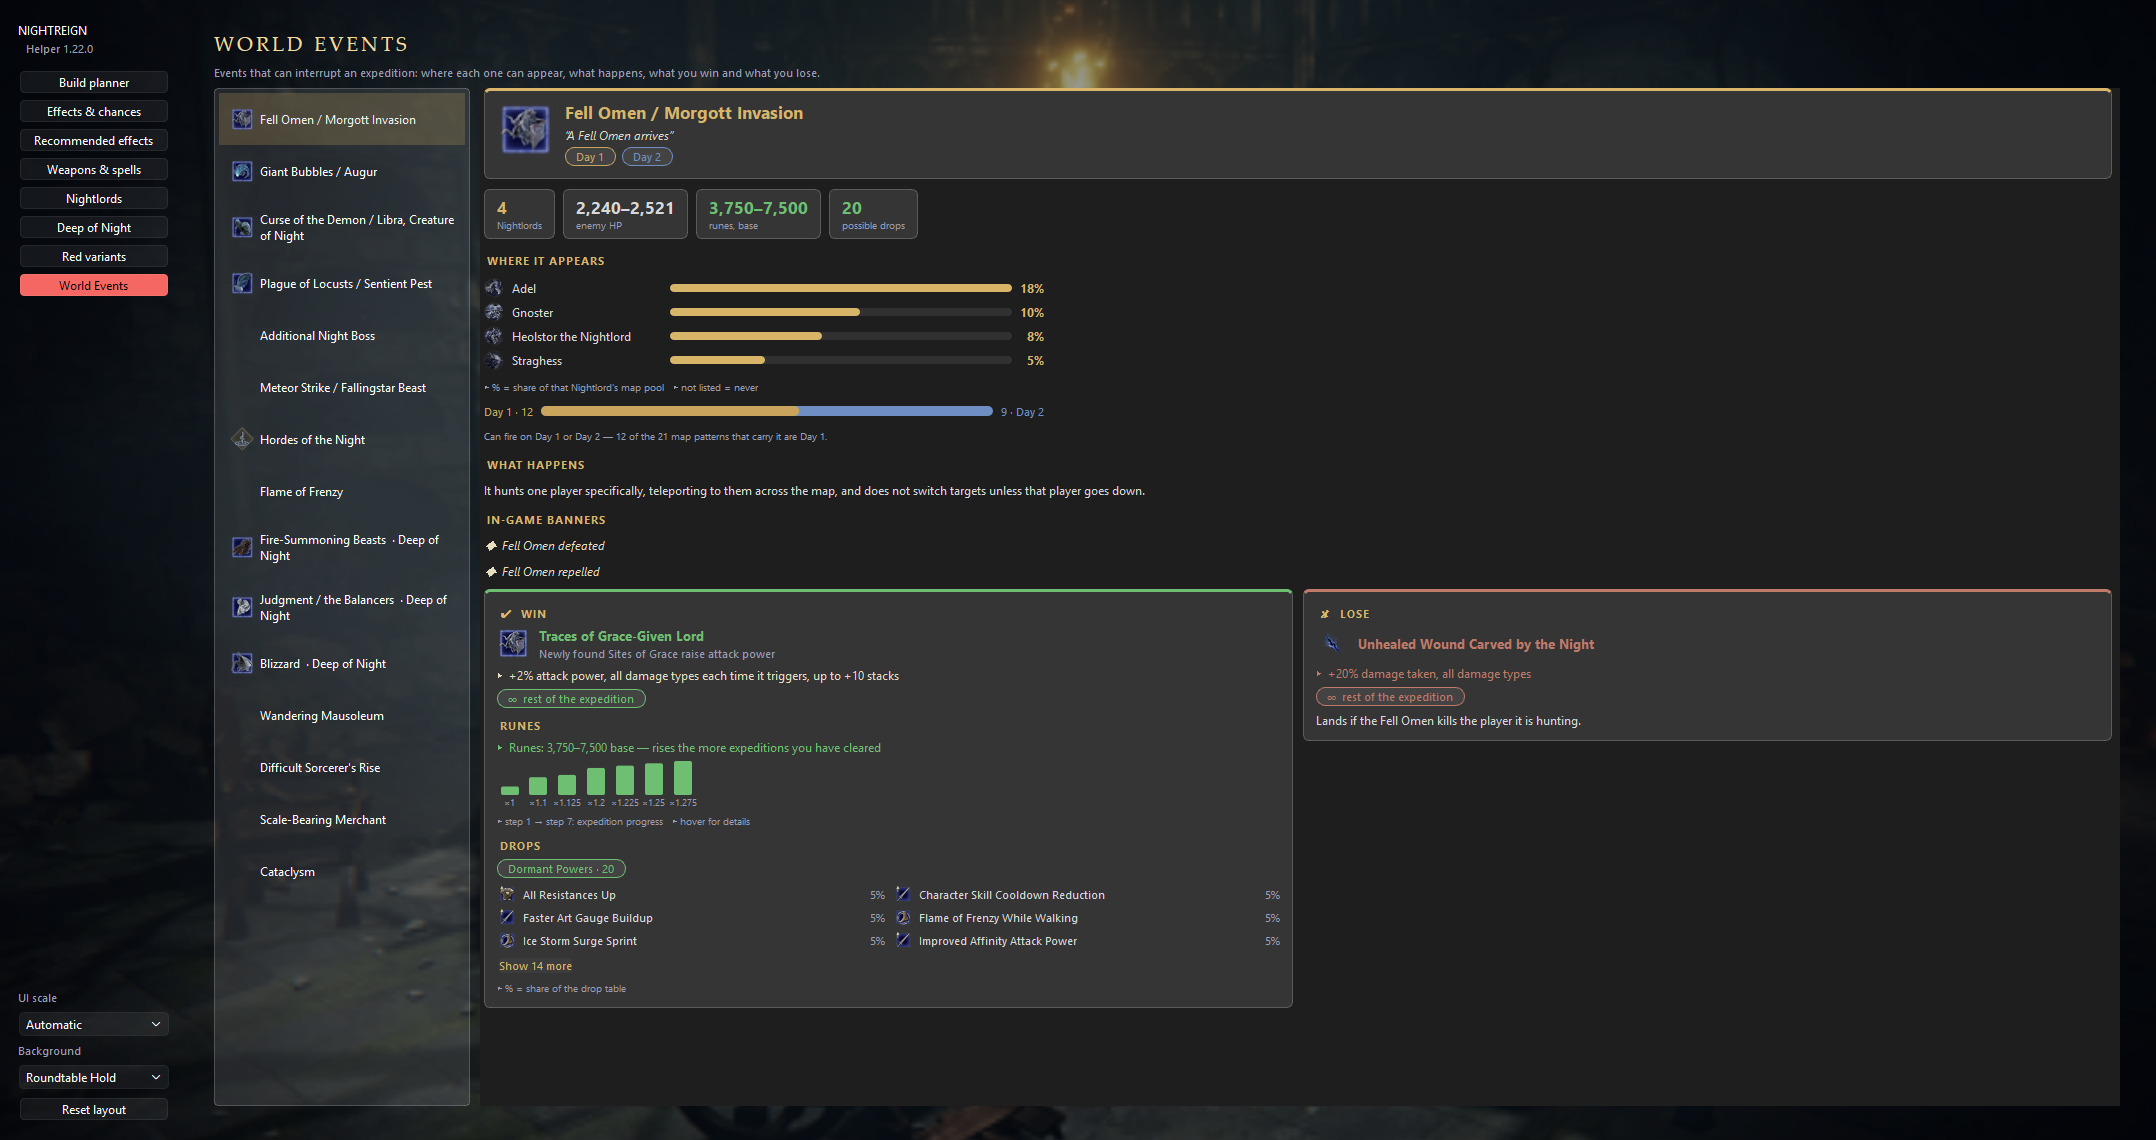 NIGHTREIGN
Helper 1.22.0
Build planner
Effects & chances
Recommended effects
Weapons & spells
Nightlords
Deep of Night
Red variants
World Events
UI scale
Automatic
Background
Roundtable Hold
Reset layout
WORLD EVENTS
Events that can interrupt an expedition: where each one can appear, what happens, what you win and what you lose.
Fell Omen / Morgott Invasion
Giant Bubbles / Augur
Curse of the Demon / Libra, Creature
of Night
Plague of Locusts / Sentient Pest
Additional Night Boss
Meteor Strike / Fallingstar Beast
Hordes of the Night
Flame of Frenzy
Fire-Summoning Beasts · Deep of
Night
Judgment / the Balancers · Deep of
Night
Blizzard · Deep of Night
Wandering Mausoleum
Difficult Sorcerer's Rise
Scale-Bearing Merchant
Cataclysm
Fell Omen / Morgott Invasion
“A Fell Omen arrives”
Day 1 Day 2
4 2,240–2,521 3,750–7,500 20
Nightlords enemy HP runes, base possible drops
WHERE IT APPEARS
Adel 18%
Gnoster 10%
Heolstor the Nightlord 8%
Straghess 5%
% = share of that Nightlord's map pool not listed = never
Day 1 · 12 9 · Day 2
Can fire on Day 1 or Day 2 — 12 of the 21 map patterns that carry it are Day 1.
WHAT HAPPENS
It hunts one player specifically, teleporting to them across the map, and does not switch targets unless that player goes down.
IN-GAME BANNERS
Fell Omen defeated
Fell Omen repelled
✔ WIN
Traces of Grace-Given Lord
Newly found Sites of Grace raise attack power
‣ +2% attack power, all damage types each time it triggers, up to +10 stacks
∞ rest of the expedition
RUNES
‣ Runes: 3,750–7,500 base — rises the more expeditions you have cleared
×1 ×1.1 ×1.125 ×1.2 ×1.225 ×1.25 ×1.275
step 1 → step 7: expedition progress hover for details
DROPS
Dormant Powers · 20
All Resistances Up 5% Character Skill Cooldown Reduction 5%
Faster Art Gauge Buildup 5% Flame of Frenzy While Walking 5%
Ice Storm Surge Sprint 5% Improved Affinity Attack Power 5%
Show 14 more
% = share of the drop table
✘ LOSE
Unhealed Wound Carved by the Night
‣ +20% damage taken, all damage types
∞ rest of the expedition
Lands if the Fell Omen kills the player it is hunting.